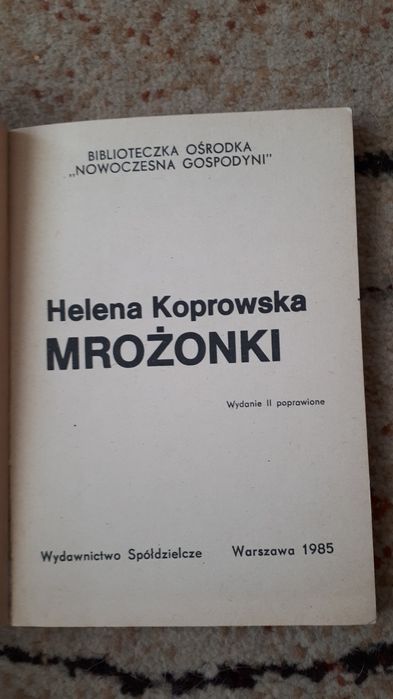 BIBLIOTECZKA OŚRODKA
„NOWOCZESNA GOSPODYNI"
Helena Koprowska
MROŻONKI
Wydanie II poprawione
Wydawnictwo Spółdzielcze Warszawa 1985